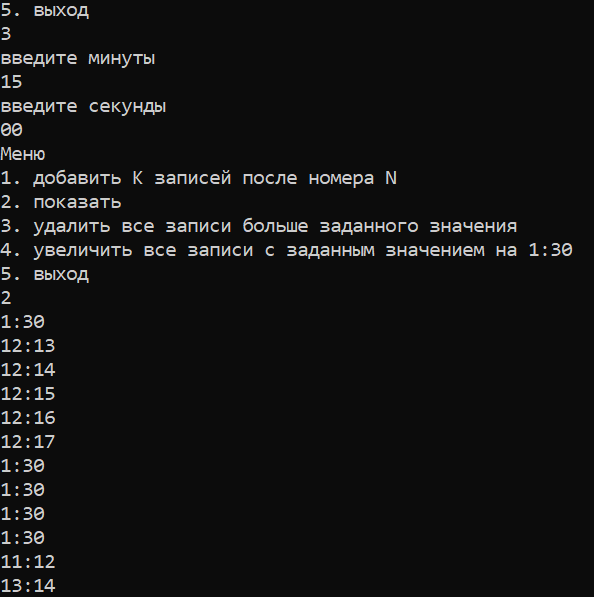 5. выход
3
введите минуты
15
введите секунды
00
Меню
1. добавить К записей после номера N
2. показать
3. удалить все записи больше заданного значения
4. увеличить все записи с заданным значением на 1:30
5. выход
2
1:30
12:13
12:14
12:15
12:16
12:17
1:30
1:30
1:30
1:30
11:12
13:14